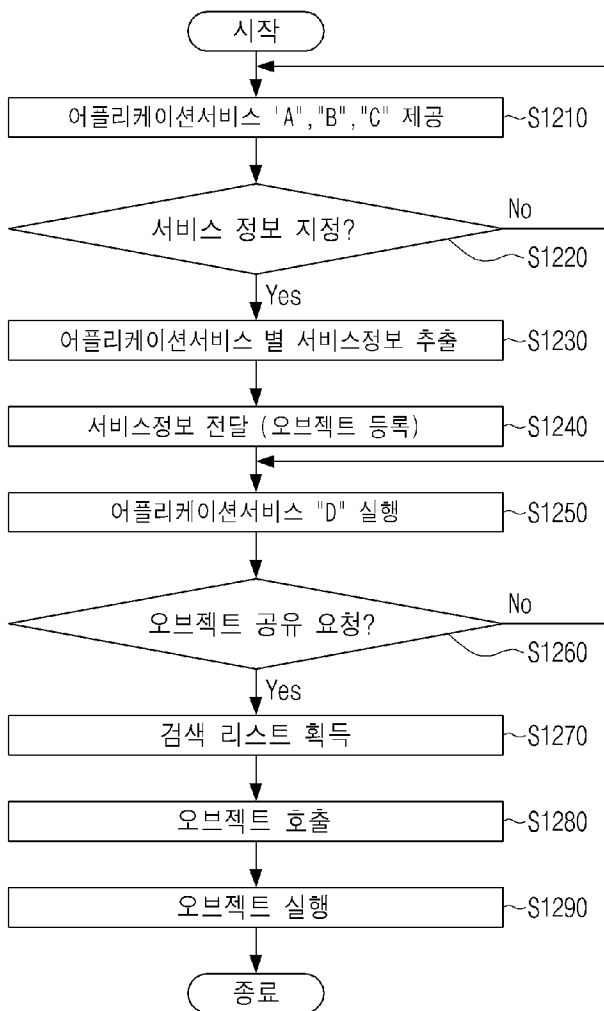 시작
어플리케이션서비스 'A","B","C" 제공
S1210
서비스 정보 지정?
No
S1220
Yes
어플리케이션서비스 별 서비스정보 추출
S1230
서비스정보 전달 (오브젝트 등록)
S1240
어플리케이션서비스 "D" 실행
S1250
오브젝트 공유 요청?
No
S1260
Yes
검색 리스트 획득
S1270
오브젝트 호출
S1280
오브젝트 실행
S1290
종료